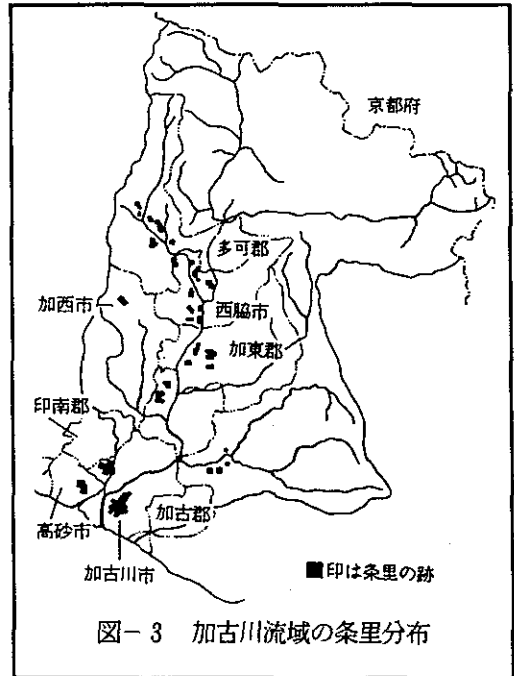 京都府
多可郡
加西市
西脇市
加東郡
印南郡
高砂市
加古郡
加古川市
■印は条里の跡
図-3 加古川流域の条里分布